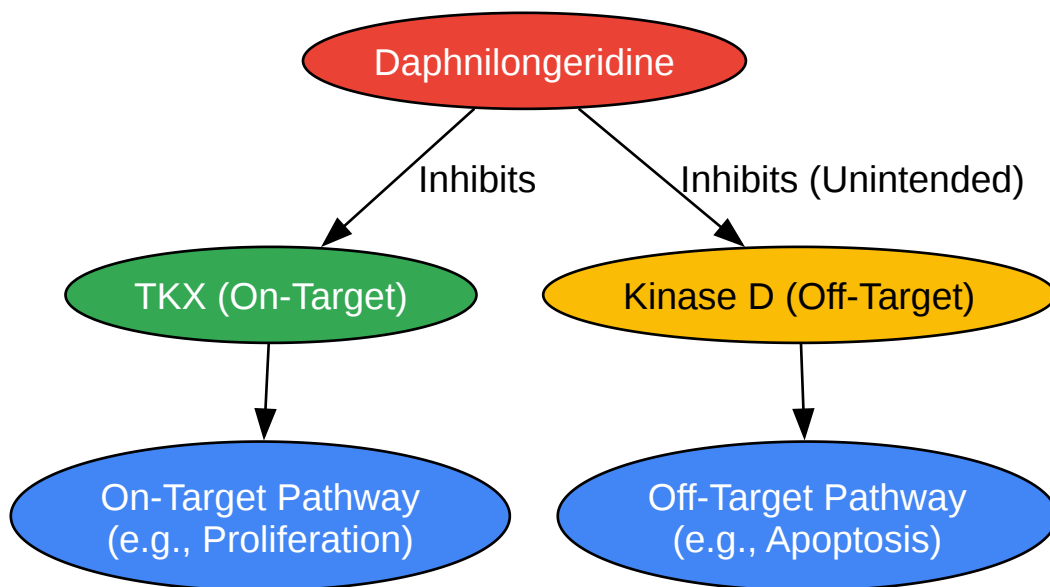 Daphnilongeridine
Inhibits
Inhibits (Unintended)
TKX (On-Target)
Kinase D (Off-Target)
On-Target Pathway
(e.g., Proliferation)
Off-Target Pathway
(e.g., Apoptosis)